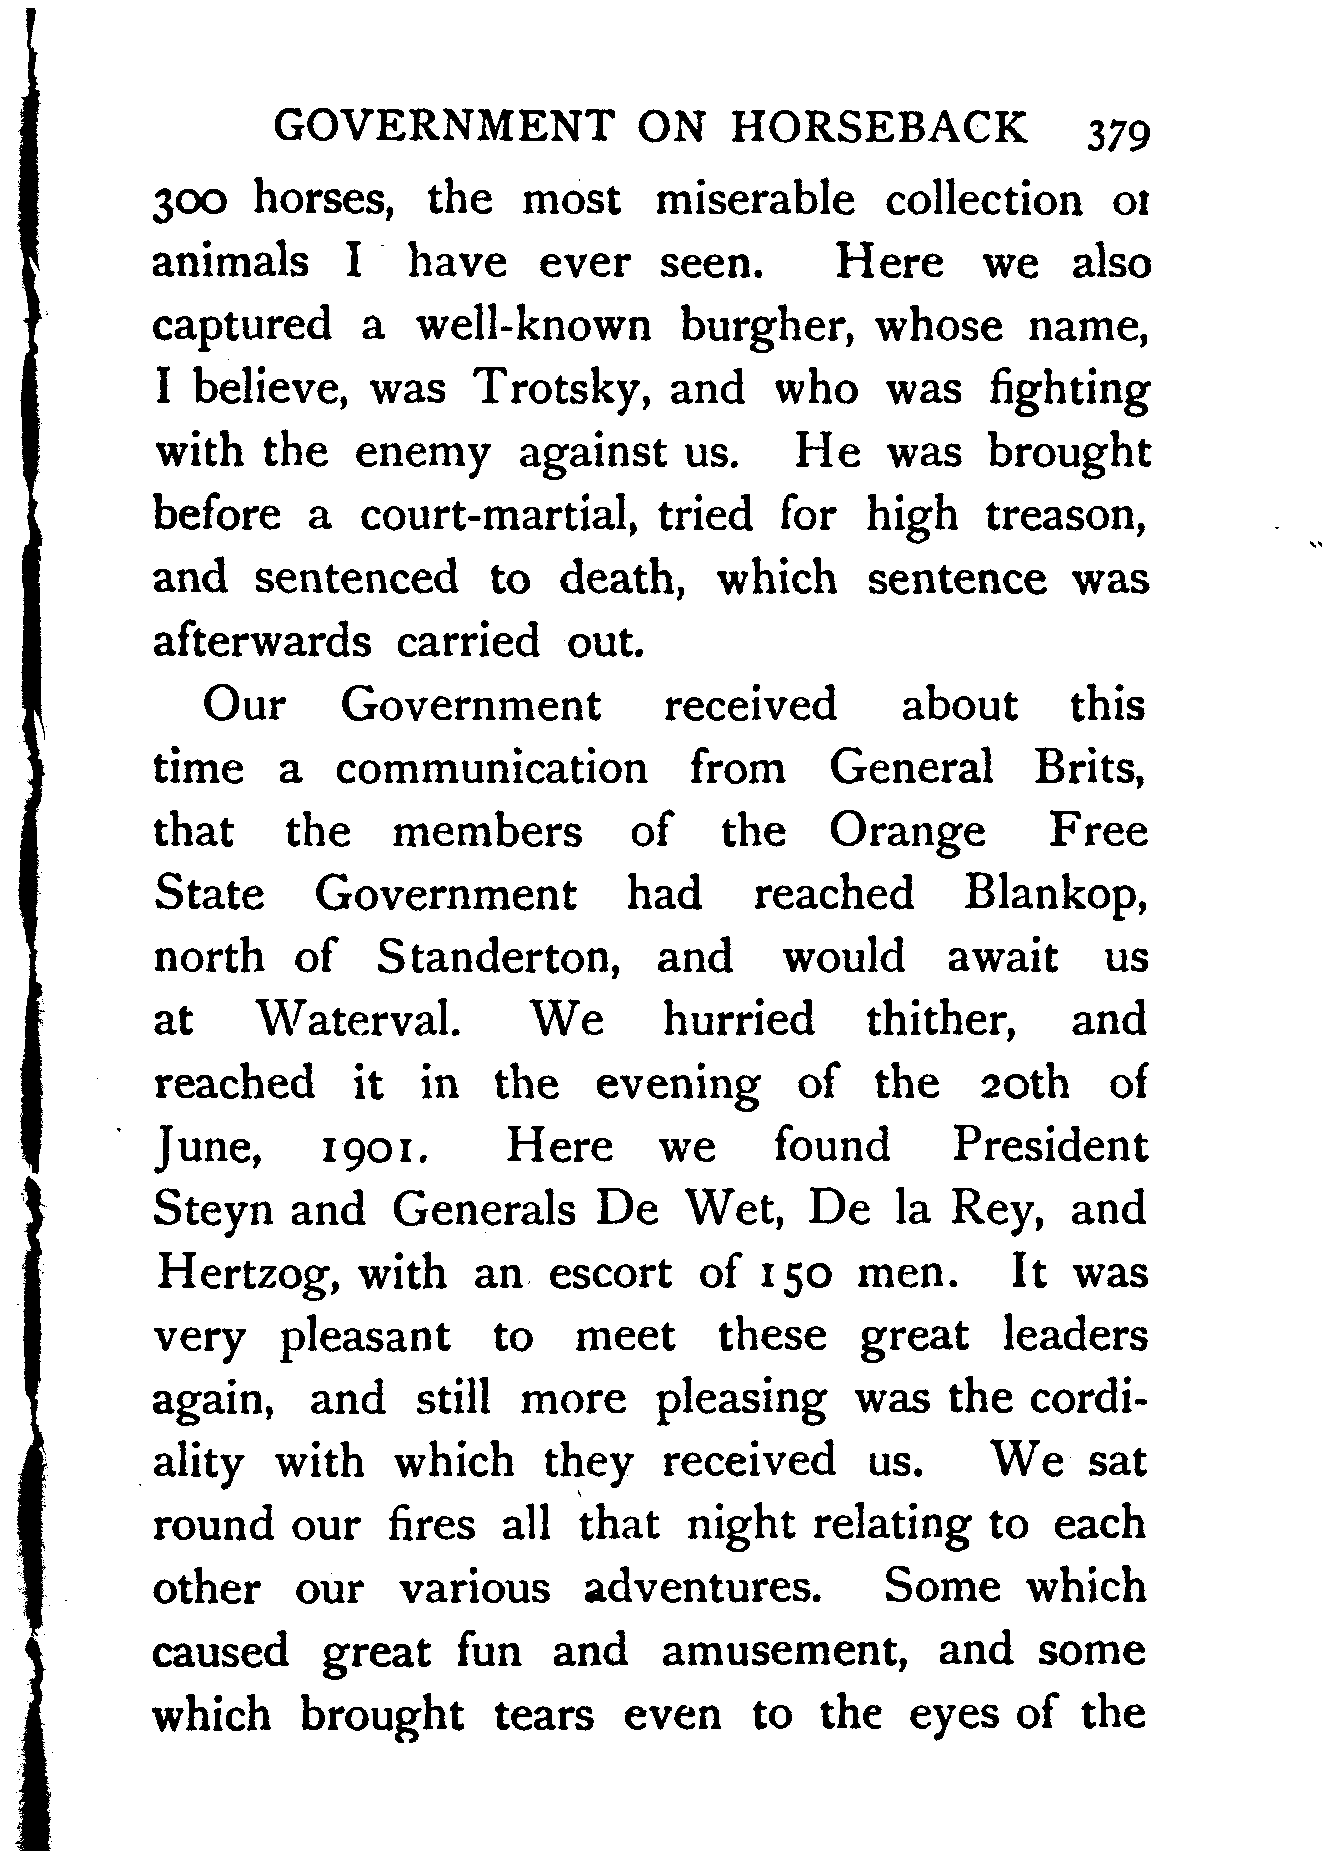 GOVERNMENT ON HORSEBACK 379
300 horses, the most miserable collection of
animals I have ever seen. Here we also
captured a well-known burgher, whose name,
I believe, was Trotsky, and who was fighting
with the enemy against us. He was brought
before a court-martial, tried for high treason,
and sentenced to death, which sentence was
afterwards carried out.
Our Government received about this
time a communication from General Brits,
that the members of the Orange Free
State Government had reached Blankop,
north of Standerton, and would await us
at Waterval. We hurried thither, and
reached it in the evening of the 20th of
June, 1901. Here we found President
Steyn and Generals De Wet, De la Rey, and
Hertzog, with an escort of 150 men. It was
very pleasant to meet these great leaders
again, and still more pleasing was the cordi-
ality with which they received us. We sat
round our fires all that night relating to each
other our various adventures. Some which
caused great fun and amusement, and some
which brought tears even to the eyes of the